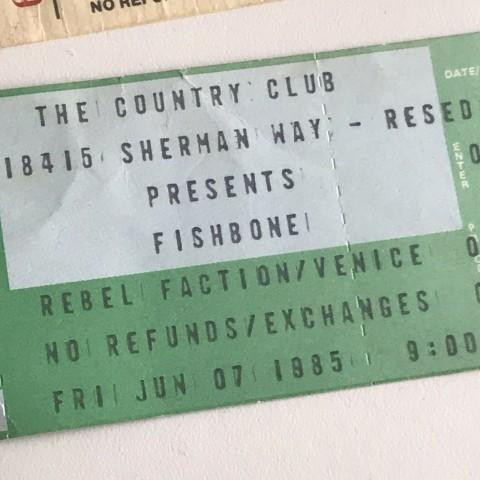 NO REFU
THE COUNTRY CLUB
18415 SHERMAN WAY - RESED
PRESENTS
FISHBONE
REBEL FACTION/VENICE
NO REFUNDS/EXCHANGES
FRI JUN 07 1985 9:00
DATE/
ENTER